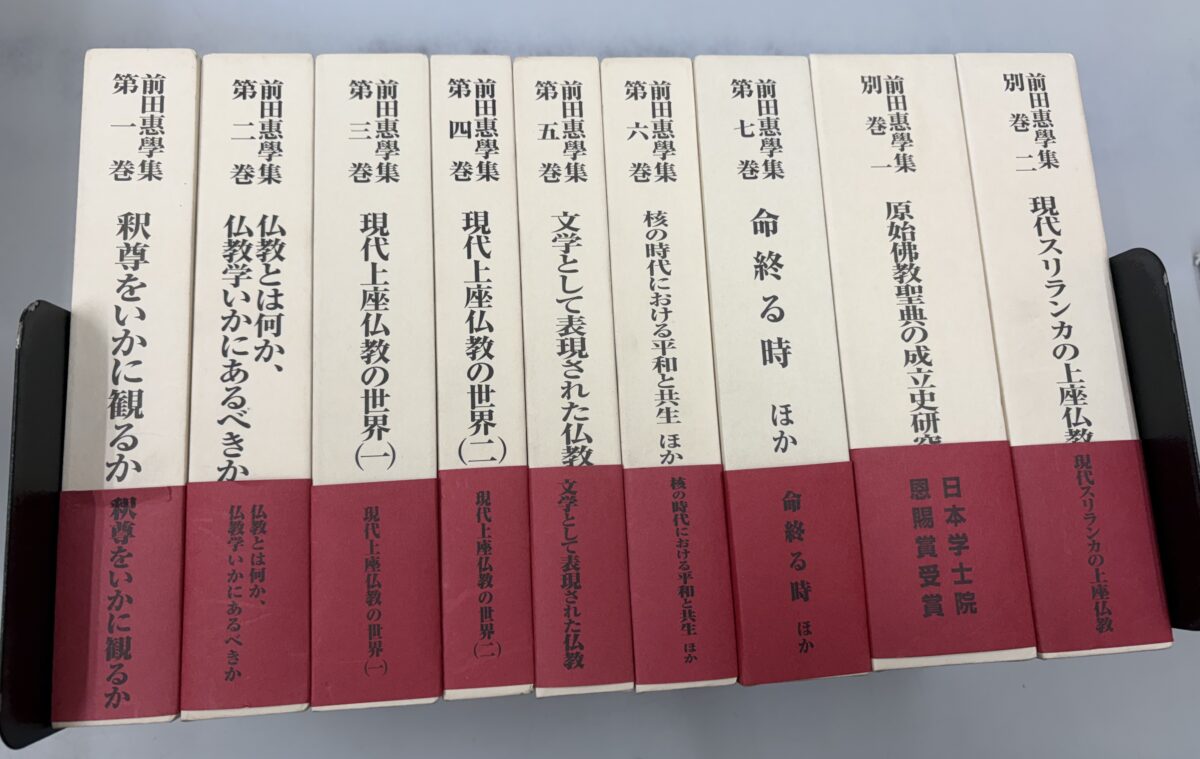 前田惠學集
第一巻
釈尊をいかに観るか
釈尊をいかに観るか
前田惠學集
第二巻
仏教とは何か、
仏教学いかにあるべきか
仏教とは何か、
仏教学いかにあるべきか
前田惠學集
第三巻
現代上座仏教の世界(一)
現代上座仏教の世界(一)
前田惠學集
第四巻
現代上座仏教の世界(二)
現代上座仏教の世界(二)
前田惠學集
第五巻
文学として表現された仏教
文学として表現された仏教
前田惠學集
第六巻
核の時代における平和と共生 ほか
核の時代における平和と共生 ほか
前田惠學集
第七巻
命終る時 ほか
命終る時 ほか
前田惠學集
別巻一
原始佛教聖典の成立史研究
日本学士院
恩賜賞受賞
前田惠學集
別巻二
現代スリランカの上座仏教
現代スリランカの上座仏教